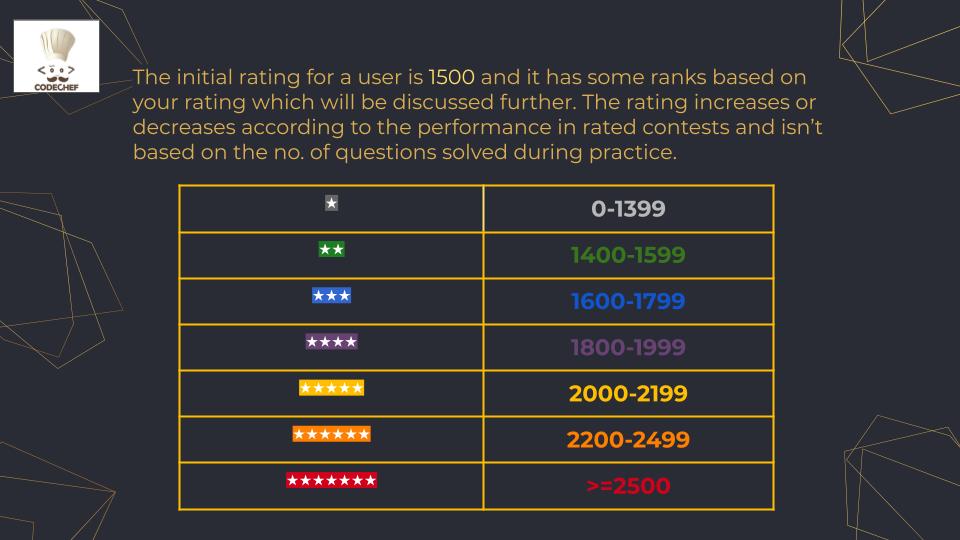 CODECHEF
The initial rating for a user is 1500 and it has some ranks based on
your rating which will be discussed further. The rating increases or
decreases according to the performance in rated contests and isn't
based on the no. of questions solved during practice.
★ 0-1399
★★ 1400-1599
★★★ 1600-1799
★★★★ 1800-1999
★★★★★ 2000-2199
★★★★★★ 2200-2499
★★★★★★★ >=2500